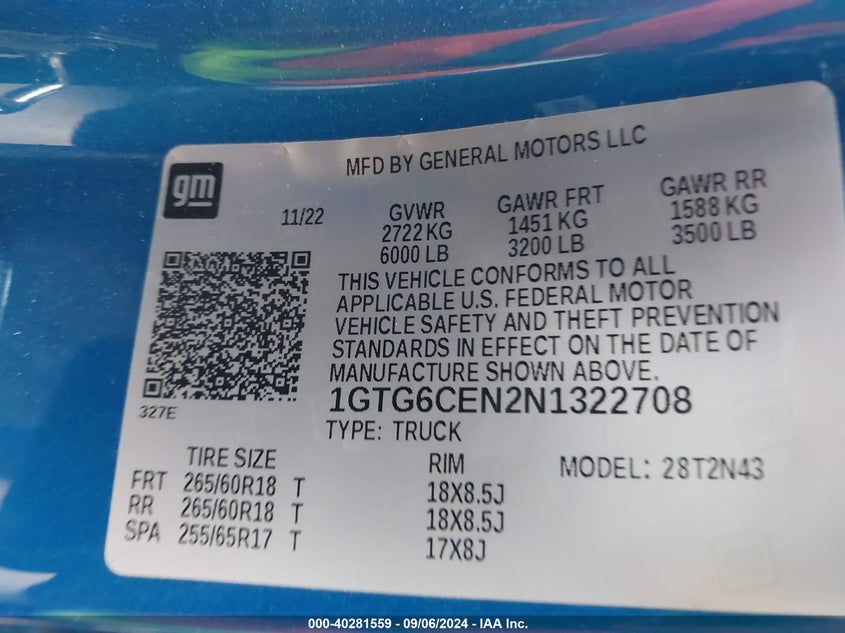 MFD BY GENERAL MOTORS LLC
gm
11/22 GVWR GAWR FRT GAWR RR
2722 KG 1451 KG 1588 KG
6000 LB 3200 LB 3500 LB
THIS VEHICLE CONFORMS TO ALL
APPLICABLE U.S. FEDERAL MOTOR
VEHICLE SAFETY AND THEFT PREVENTION
STANDARDS IN EFFECT ON THE DATE OF
MANUFACTURE SHOWN ABOVE.
327E
1GTG6CEN2N1322708
TYPE: TRUCK
TIRE SIZE RIM MODEL: 28T2N43
FRT 265/60R18 T 18X8.5J
RR 265/60R18 T 18X8.5J
SPA 255/65R17 T 17X8J
000-40281559 - 09/06/2024 - IAA Inc.